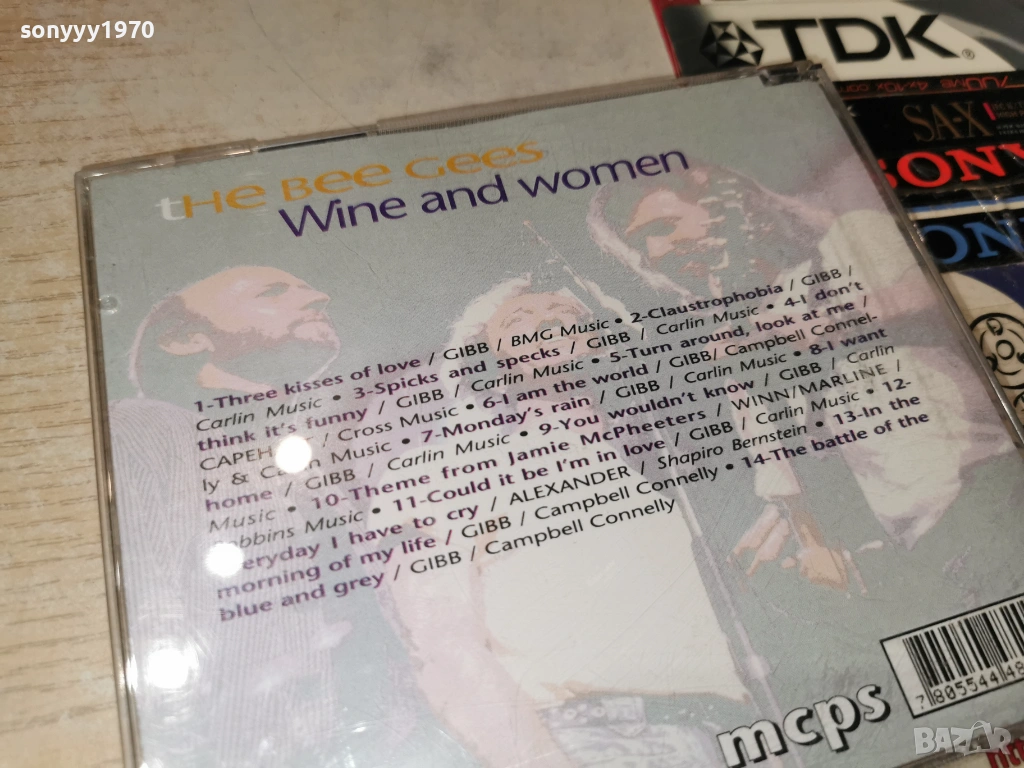 sonyyy1970
TDK
SA-X
SONY
tHe Bee Gees
Wine and women
1-Three kisses of love / GIBB / BMG Music • 2-Claustrophobia / GIBB /
Carlin Music • 3-Spicks and specks / GIBB / Carlin Music • 4-I don't
think it's funny / GIBB / Carlin Music • 5-Turn around, look at me /
/ Cross Music • 6-I am the world / GIBB/ Campbell Connel-
ly & Music • 7-Monday's rain / GIBB / Carlin Music • 8-I want
home / GIBB / Carlin Music • 9-You wouldn't know / GIBB / Carlin
Music • 10-Theme from Jamie McPheeters / WINN/MARLINE /
Music • 11-Could it be I'm in love / GIBB / Carlin Music • 12-
I have to cry / ALEXANDER / Shapiro Bernstein • 13-In the
morning of my life / GIBB / Campbell Connelly • 14-The battle of the
blue and grey / GIBB / Campbell Connelly
mcps
7 805544 48
BAZAR